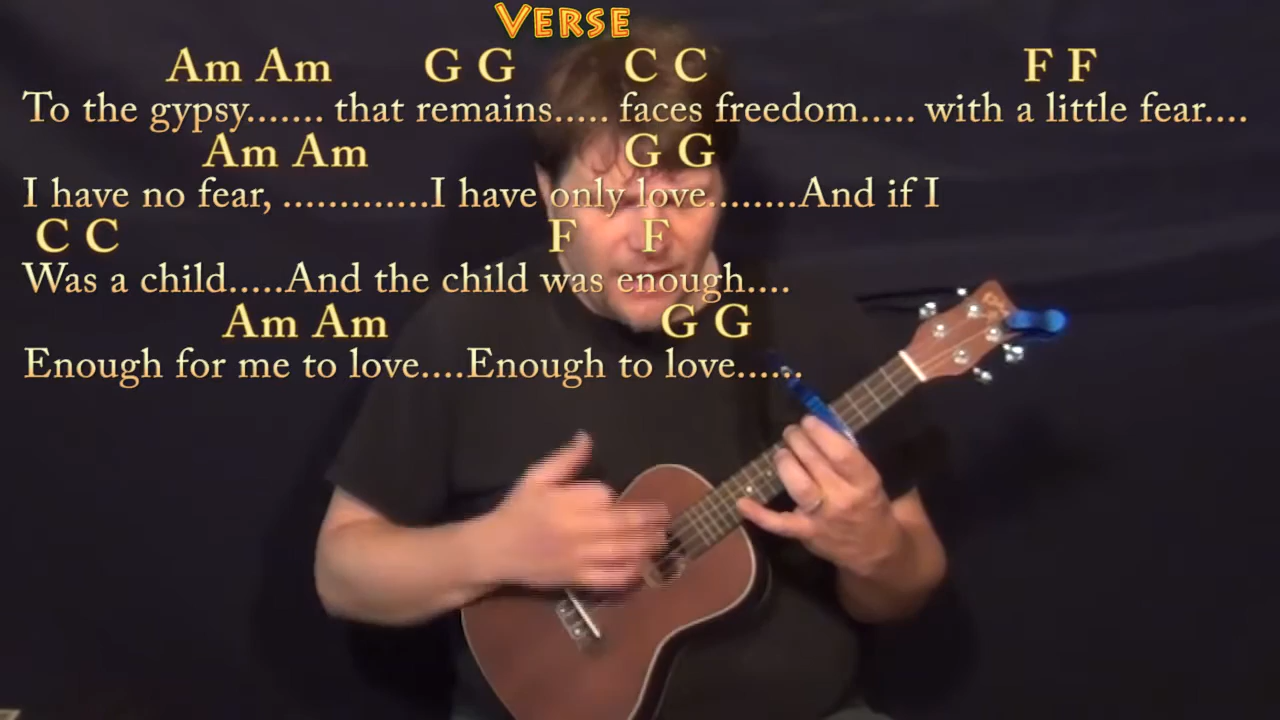 VERSE
Am Am G G C C F F
To the gypsy....... that remains..... faces freedom..... with a little fear....
Am Am G G
I have no fear, .............I have only love........And if I
C C F F
Was a child.....And the child was enough....
Am Am G G
Enough for me to love....Enough to love......